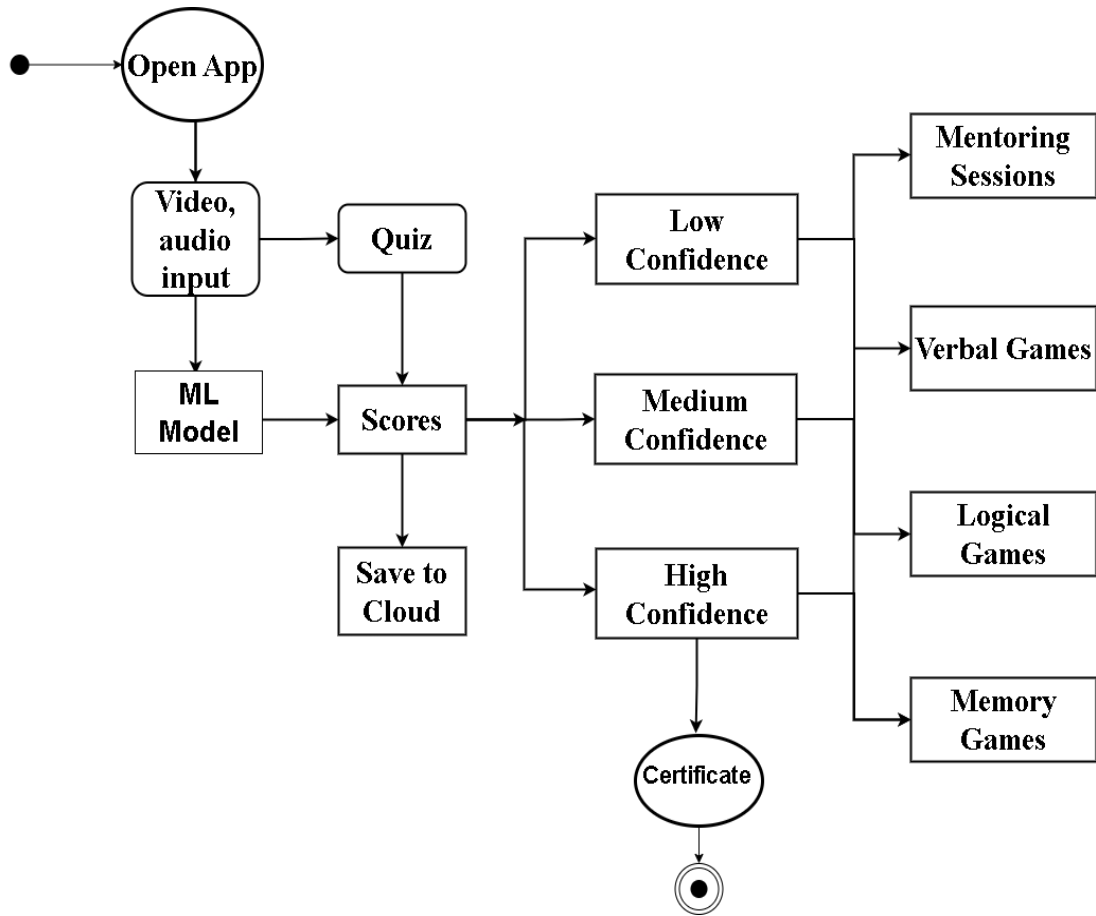 Open App
Video,
audio
input
Quiz
ML
Model
Scores
Save to
Cloud
Low
Confidence
Medium
Confidence
High
Confidence
Certificate
Mentoring
Sessions
Verbal Games
Logical
Games
Memory
Games